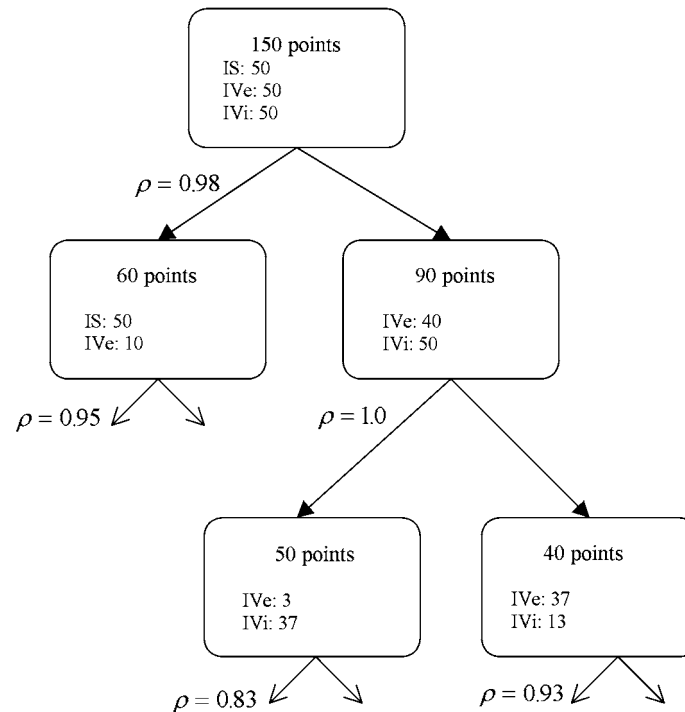 150 points
IS: 50
IVe: 50
IVi: 50
ρ = 0.98
60 points
IS: 50
IVe: 10
90 points
IVe: 40
IVi: 50
ρ = 0.95
ρ = 1.0
50 points
IVe: 3
IVi: 37
40 points
IVe: 37
IVi: 13
ρ = 0.83
ρ = 0.93